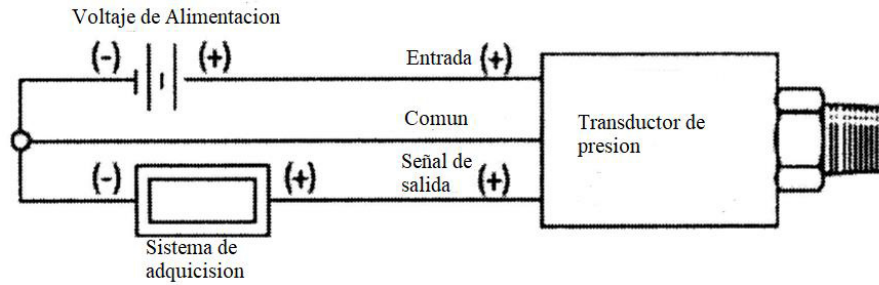 Voltaje de Alimentacion
(-) (+) Entrada (+)
Comun
Transductor de
presion
Señal de
salida
(-) (+) (+)
Sistema de
adquicision